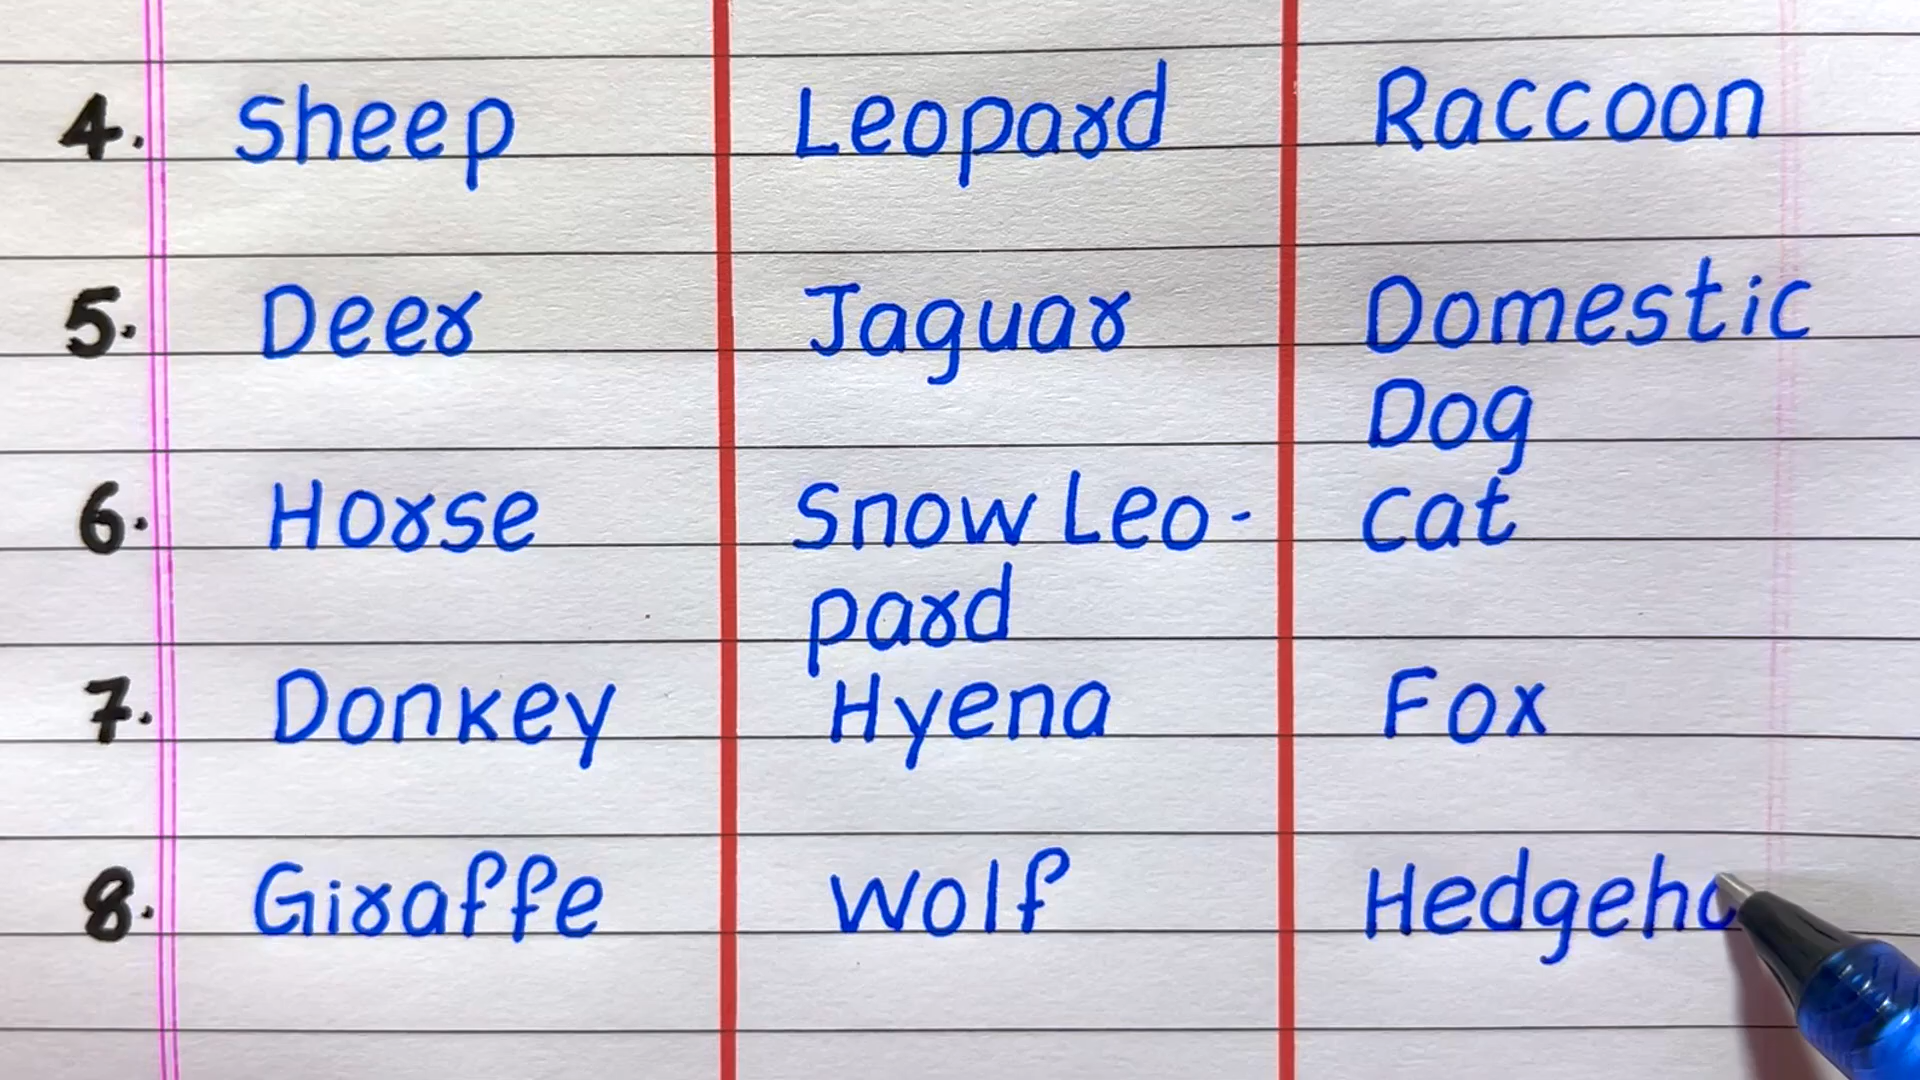 4. Sheep Leopard Raccoon
5. Deer Jaguar Domestic
Dog
6. Horse Snow Leo- Cat
pard
7. Donkey Hyena Fox
8. Giraffe Wolf Hedgeho